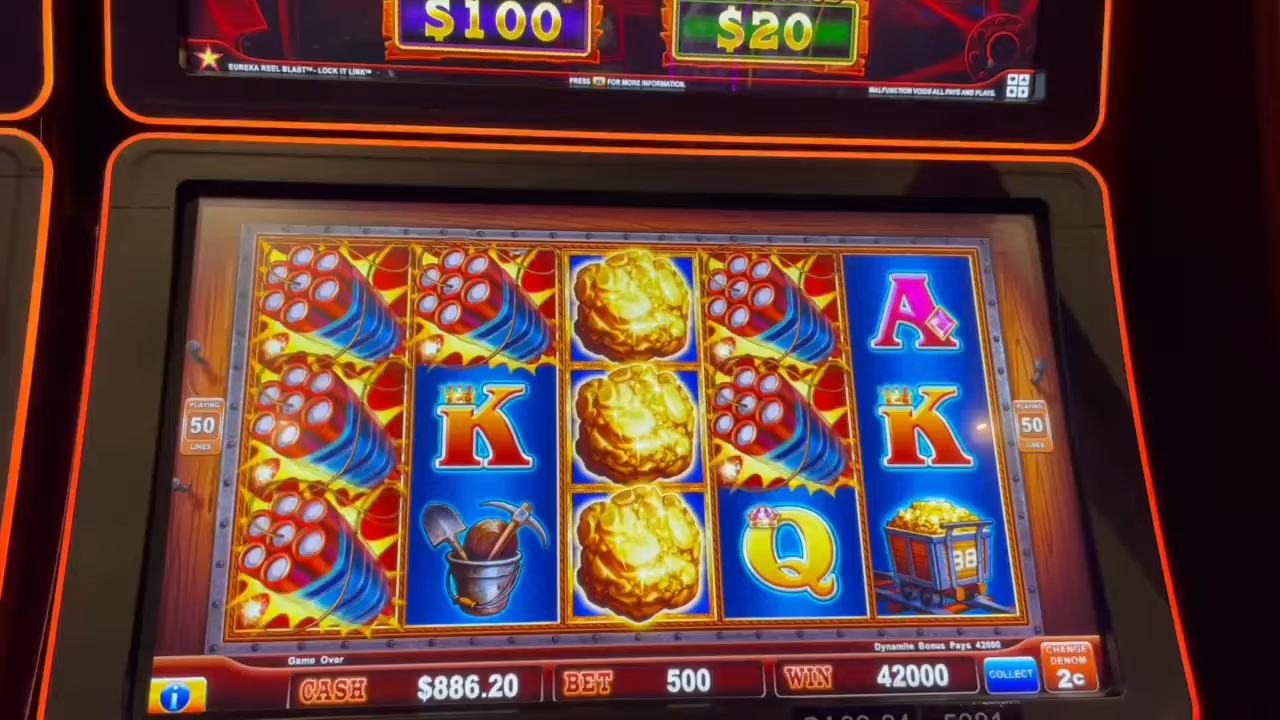 $100
$20
EUREKA REEL BLAST™ - LOCK IT LINK™
PRESS FOR MORE INFORMATION.
MALFUNCTION VOIDS ALL PAYS AND PLAYS.
A
PLAYING
50
LINES
K
K
PLAYING
50
LINES
Q
38
Game Over
Dynamite Bonus Pays 42000
CASH $886.20
BET 500
WIN 42000
COLLECT
CHANGE
DENOM
2¢